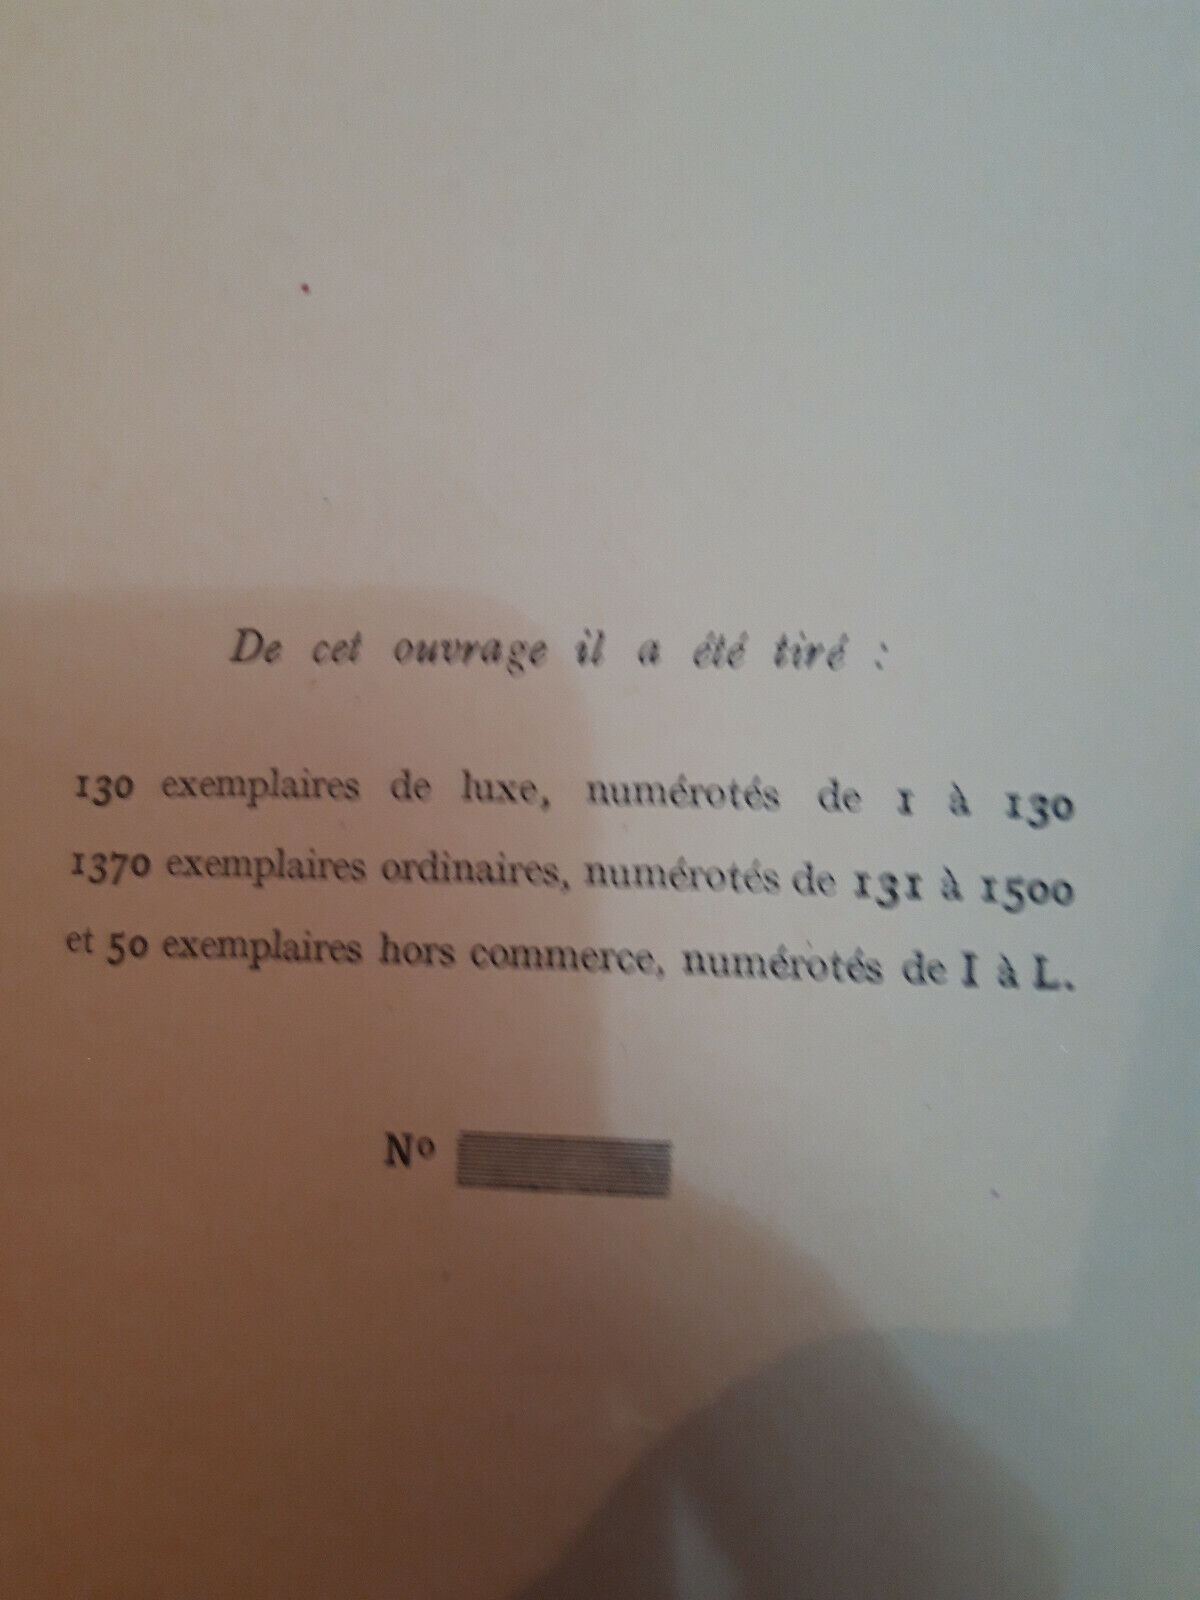 De cet ouvrage il a été tiré :
130 exemplaires de luxe, numérotés de 1 à 130
1370 exemplaires ordinaires, numérotés de 131 à 1500
et 50 exemplaires hors commerce, numérotés de I à L.
Nº